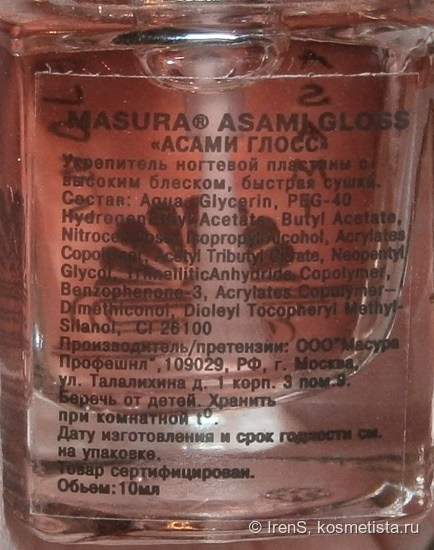 MASURA® ASAMI GLOSS
«АСАМИ ГЛОСС»
Укрепитель ногтевой пластины с
высоким блеском, быстрая сушка.
Состав: Aqua, Glycerin, PEG-40
Hydrogen, Ethyl Acetate, Butyl Acetate,
Nitrocellulose, Isopropyl Alcohol, Acrylates
Copolymer, Acetyl Tributyl Citrate, Neopentyl
Glycol, TrimelliticAnhydride Copolymer,
Benzophenone-3, Acrylates Copolymer–
Dimethiconol, Dioleyl Tocopheryl Methyl-
Silanol, CI 26100
Производитель/претензии: ООО"Масура
Профешнл",109029, РФ, г. Москва,
ул. Талалихина д. 1 корп. 3 пом.9.
Беречь от детей. Хранить
при комнатной t°.
Дату изготовления и срок годности см.
на упаковке.
Товар сертифицирован.
Обьем:10мл
© IrenS, kosmetista.ru